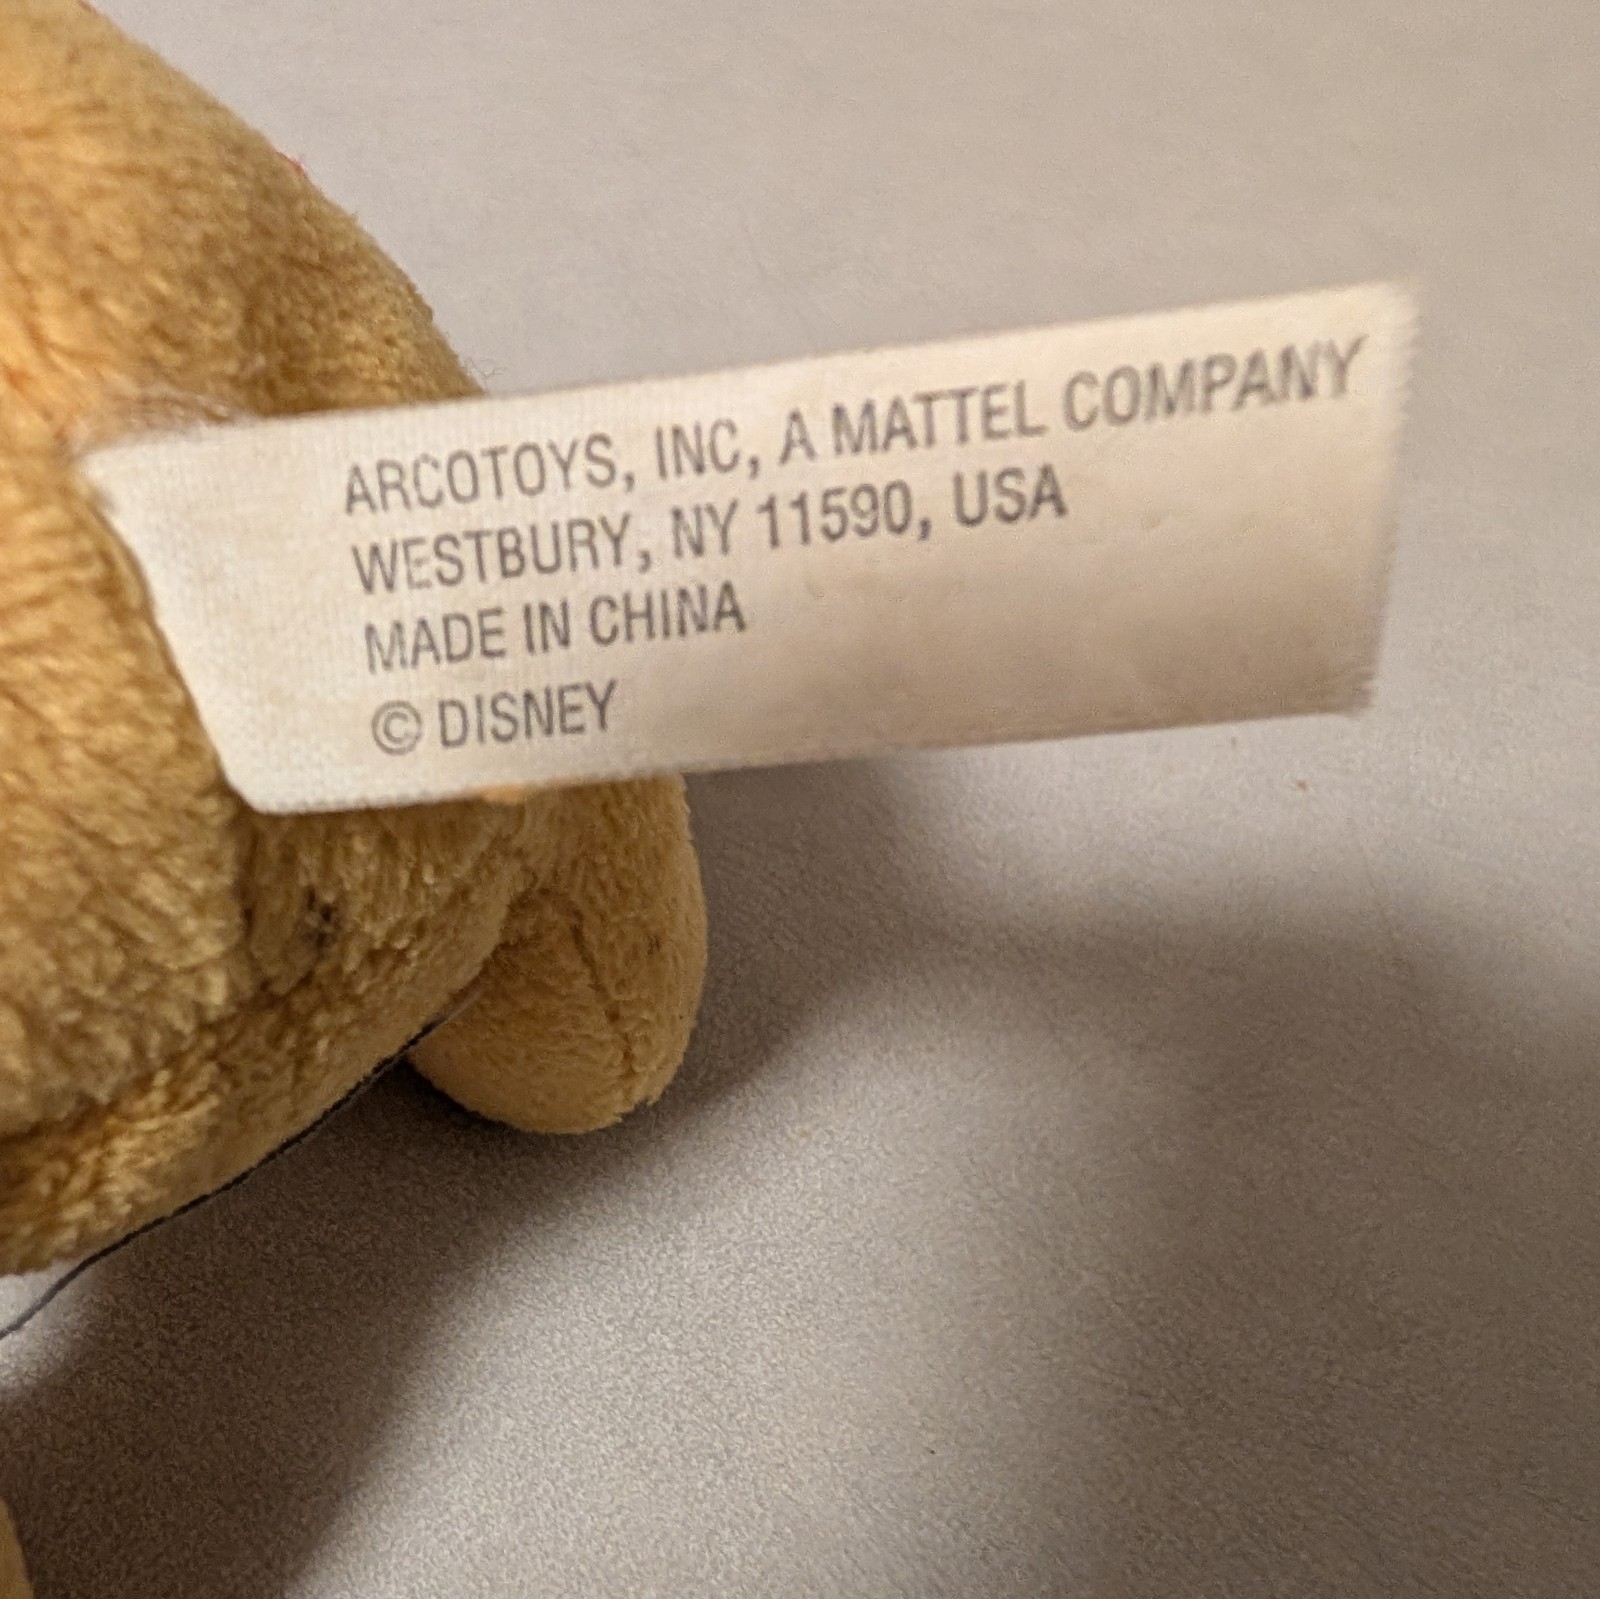 ARCOTOYS, INC, A MATTEL COMPANY
WESTBURY, NY 11590, USA
MADE IN CHINA
© DISNEY